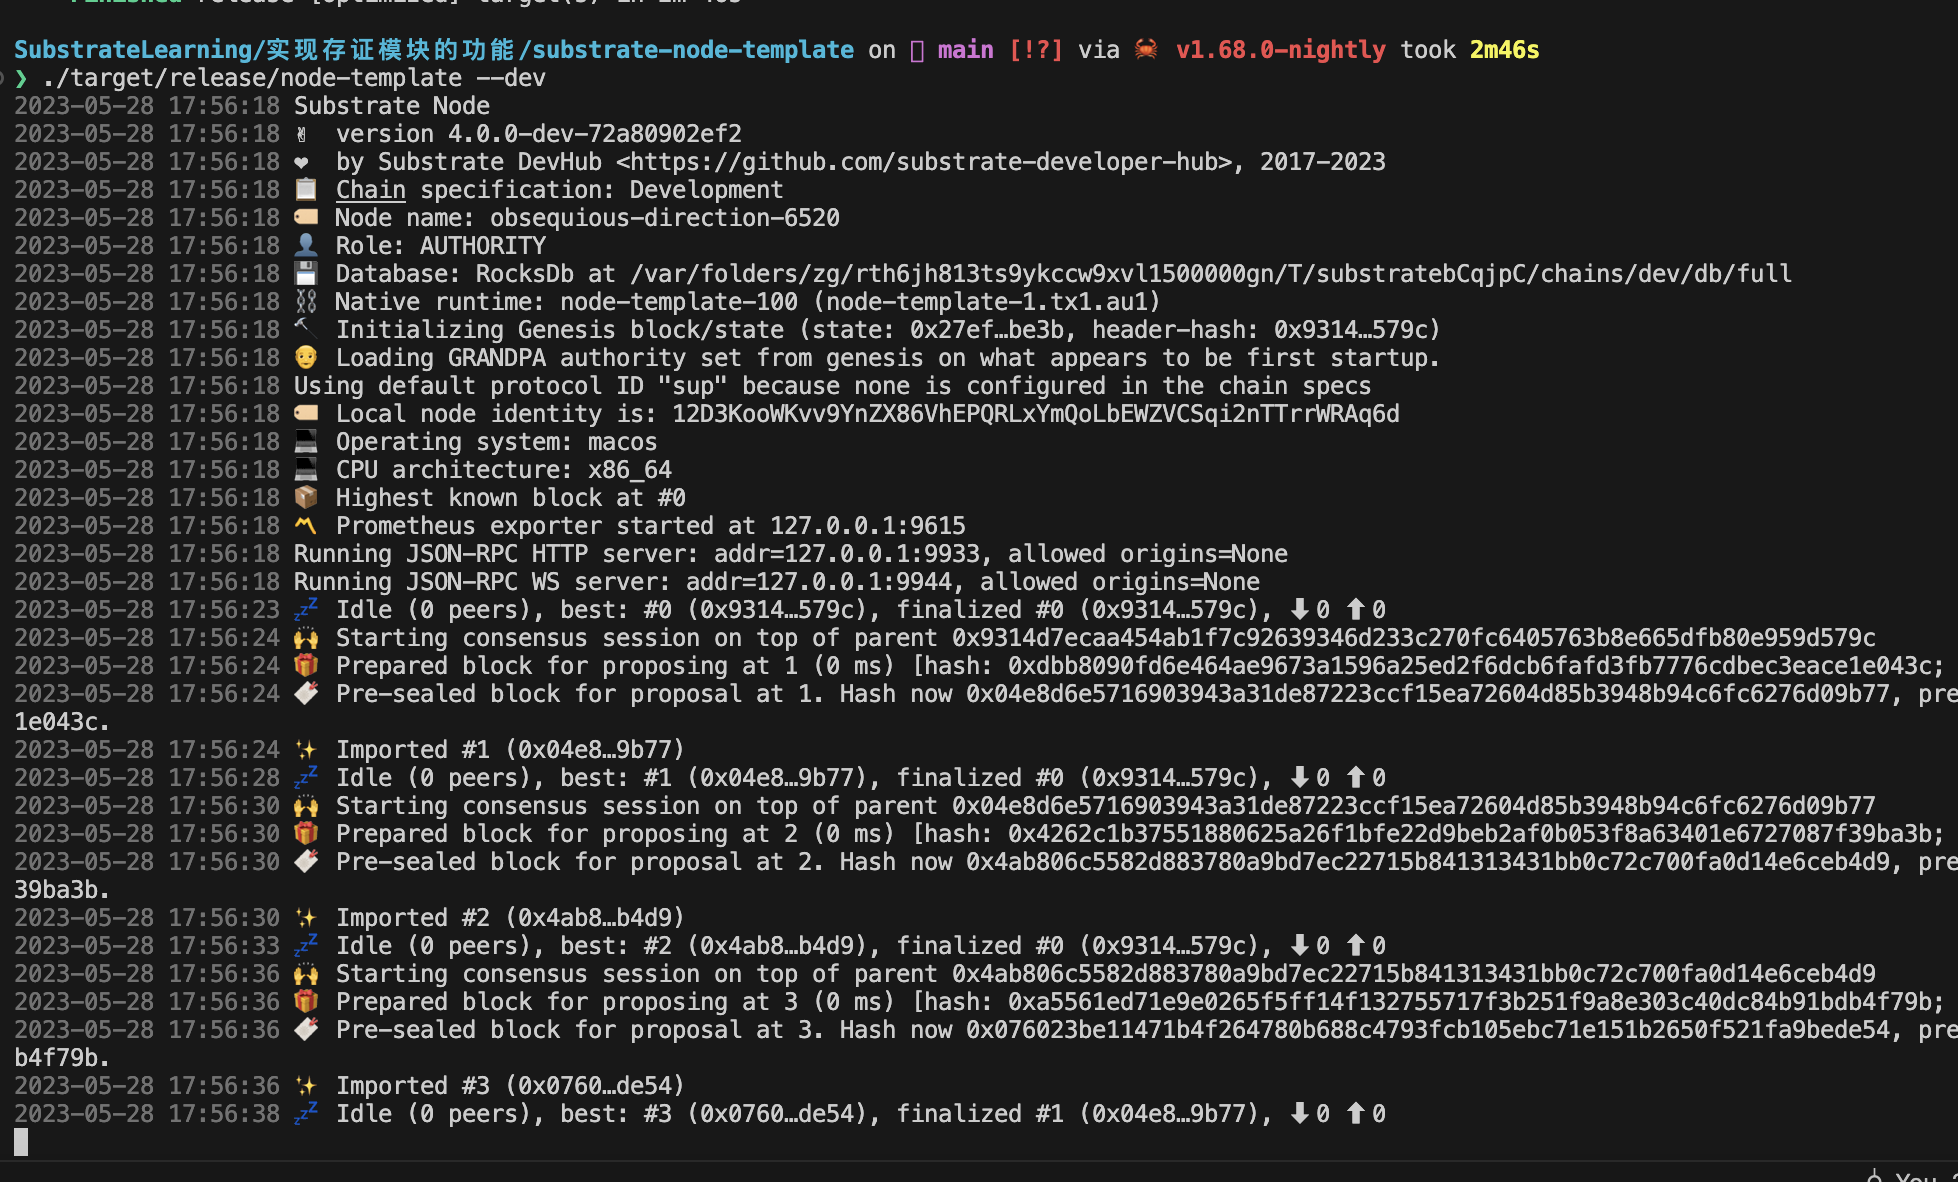 Finished release [optimized] target(s) in 2m 46s
SubstrateLearning/实现存证模块的功能/substrate-node-template on main [!?] via 🦀 v1.68.0-nightly took 2m46s
❯ ./target/release/node-template --dev
2023-05-28 17:56:18 Substrate Node
2023-05-28 17:56:18 ✌️ version 4.0.0-dev-72a80902ef2
2023-05-28 17:56:18 ❤️ by Substrate DevHub <https://github.com/substrate-developer-hub>, 2017-2023
2023-05-28 17:56:18 📋 Chain specification: Development
2023-05-28 17:56:18 🏷 Node name: obsequious-direction-6520
2023-05-28 17:56:18 👤 Role: AUTHORITY
2023-05-28 17:56:18 💾 Database: RocksDb at /var/folders/zg/rth6jh813ts9ykccw9xvl1500000gn/T/substratebCqjpC/chains/dev/db/full
2023-05-28 17:56:18 ⛓ Native runtime: node-template-100 (node-template-1.tx1.au1)
2023-05-28 17:56:18 🔨 Initializing Genesis block/state (state: 0x27ef…be3b, header-hash: 0x9314…579c)
2023-05-28 17:56:18 👴 Loading GRANDPA authority set from genesis on what appears to be first startup.
2023-05-28 17:56:18 Using default protocol ID "sup" because none is configured in the chain specs
2023-05-28 17:56:18 🏷 Local node identity is: 12D3KooWKvv9YnZX86VhEPQRLxYmQoLbEWZVCSqi2nTTrrWRAq6d
2023-05-28 17:56:18 💻 Operating system: macos
2023-05-28 17:56:18 💻 CPU architecture: x86_64
2023-05-28 17:56:18 📦 Highest known block at #0
2023-05-28 17:56:18 〽️ Prometheus exporter started at 127.0.0.1:9615
2023-05-28 17:56:18 Running JSON-RPC HTTP server: addr=127.0.0.1:9933, allowed origins=None
2023-05-28 17:56:18 Running JSON-RPC WS server: addr=127.0.0.1:9944, allowed origins=None
2023-05-28 17:56:23 💤 Idle (0 peers), best: #0 (0x9314…579c), finalized #0 (0x9314…579c), ⬇ 0 ⬆ 0
2023-05-28 17:56:24 🙌 Starting consensus session on top of parent 0x9314d7ecaa454ab1f7c92639346d233c270fc6405763b8e665dfb80e959d579c
2023-05-28 17:56:24 🎁 Prepared block for proposing at 1 (0 ms) [hash: 0xdbb8090fd6e464ae9673a1596a25ed2f6dcb6fafd3fb7776cdbec3eace1e043c;
2023-05-28 17:56:24 🔖 Pre-sealed block for proposal at 1. Hash now 0x04e8d6e5716903943a31de87223ccf15ea72604d85b3948b94c6fc6276d09b77, pre
1e043c.
2023-05-28 17:56:24 ✨ Imported #1 (0x04e8…9b77)
2023-05-28 17:56:28 💤 Idle (0 peers), best: #1 (0x04e8…9b77), finalized #0 (0x9314…579c), ⬇ 0 ⬆ 0
2023-05-28 17:56:30 🙌 Starting consensus session on top of parent 0x04e8d6e5716903943a31de87223ccf15ea72604d85b3948b94c6fc6276d09b77
2023-05-28 17:56:30 🎁 Prepared block for proposing at 2 (0 ms) [hash: 0x4262c1b37551880625a26f1bfe22d9beb2af0b053f8a63401e6727087f39ba3b;
2023-05-28 17:56:30 🔖 Pre-sealed block for proposal at 2. Hash now 0x4ab806c5582d883780a9bd7ec22715b841313431bb0c72c700fa0d14e6ceb4d9, pre
39ba3b.
2023-05-28 17:56:30 ✨ Imported #2 (0x4ab8…b4d9)
2023-05-28 17:56:33 💤 Idle (0 peers), best: #2 (0x4ab8…b4d9), finalized #0 (0x9314…579c), ⬇ 0 ⬆ 0
2023-05-28 17:56:36 🙌 Starting consensus session on top of parent 0x4ab806c5582d883780a9bd7ec22715b841313431bb0c72c700fa0d14e6ceb4d9
2023-05-28 17:56:36 🎁 Prepared block for proposing at 3 (0 ms) [hash: 0xa5561ed71e9e0265f5ff14f132755717f3b251f9a8e303c40dc84b91bdb4f79b;
2023-05-28 17:56:36 🔖 Pre-sealed block for proposal at 3. Hash now 0x076023be11471b4f264780b688c4793fcb105ebc71e151b2650f521fa9bede54, pre
b4f79b.
2023-05-28 17:56:36 ✨ Imported #3 (0x0760…de54)
2023-05-28 17:56:38 💤 Idle (0 peers), best: #3 (0x0760…de54), finalized #1 (0x04e8…9b77), ⬇ 0 ⬆ 0